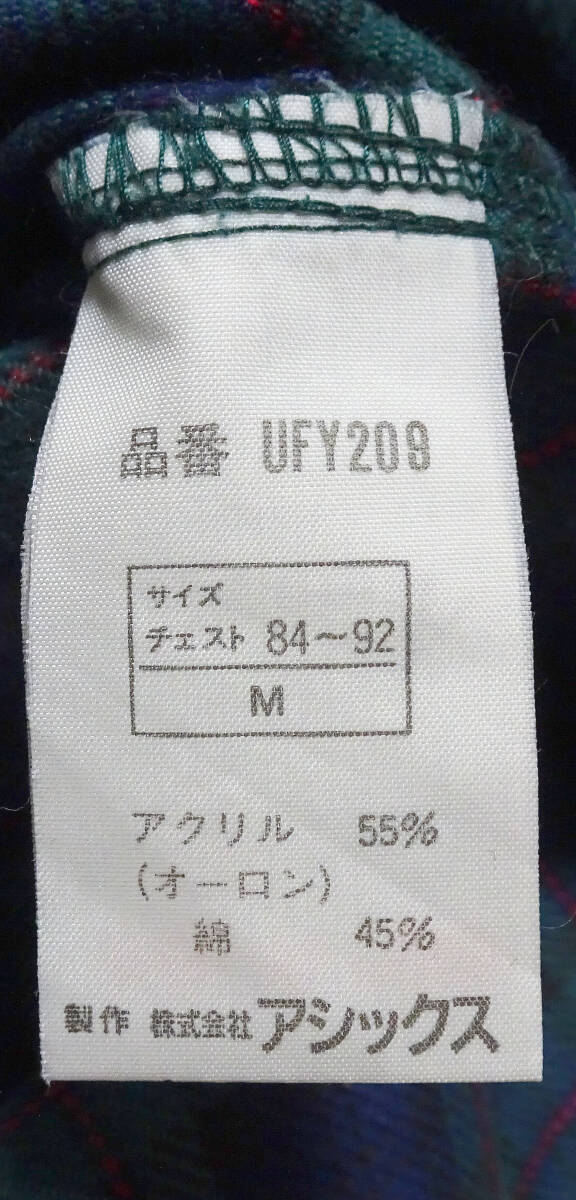 品番 UFY209
サイズ
チェスト 84〜92
M
アクリル 55%
(オーロン)
綿 45%
製作 株式会社アシックス